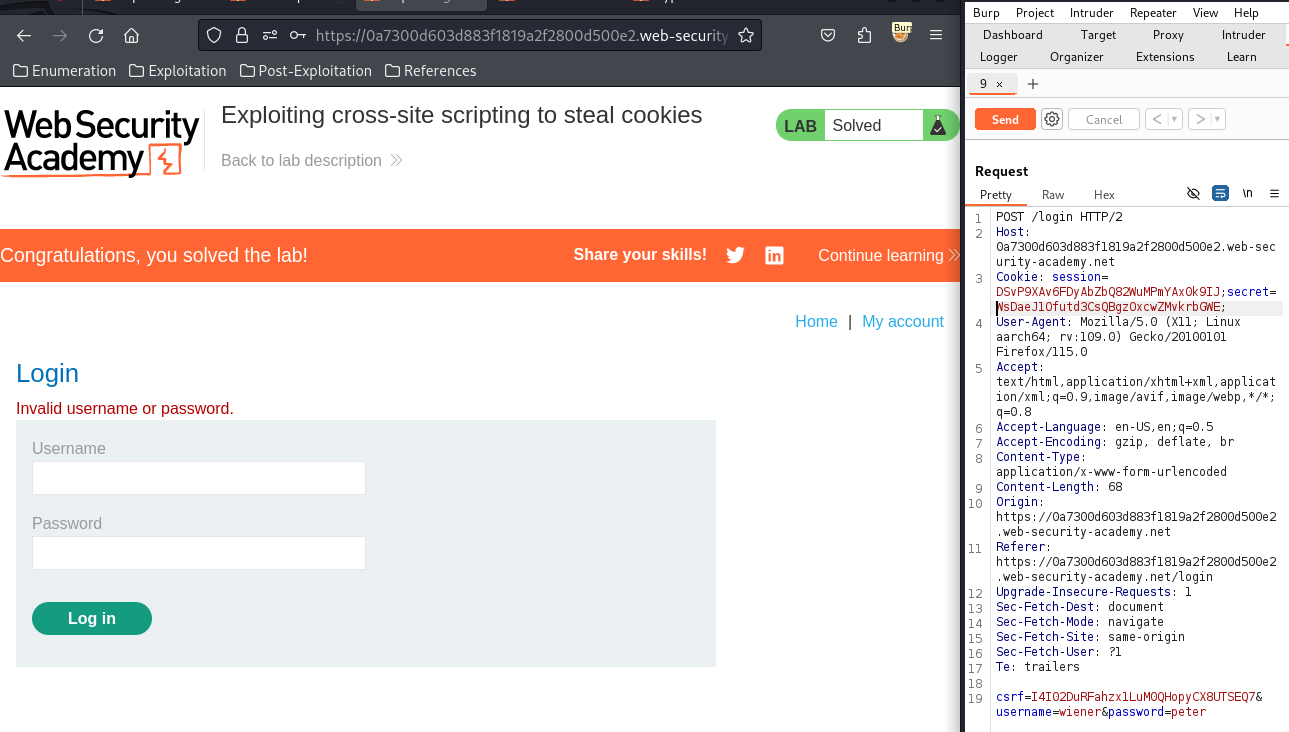 https://0a7300d603d883f1819a2f2800d500e2.web-security
Burp
Enumeration
Exploitation
Post-Exploitation
References
WebSecurity
Academy
Exploiting cross-site scripting to steal cookies
Back to lab description
LAB
Solved
Congratulations, you solved the lab!
Share your skills!
Continue learning
Home | My account
Login
Invalid username or password.
Username
Password
Log in
Burp Project Intruder Repeater View Help
Dashboard Target Proxy Intruder
Logger Organizer Extensions Learn
9 × +
Send Cancel < >
Request
Pretty Raw Hex \n
1 POST /login HTTP/2
2 Host:
0a7300d603d883f1819a2f2800d500e2.web-sec
urity-academy.net
3 Cookie: session=
DSvP9XAv6FDyAbZbQ82WuMPmYAx0k9IJ;secret=
WsDaeJlOfutd3CsQBgzOxcwZMvkrbGWE;
4 User-Agent: Mozilla/5.0 (X11; Linux
aarch64; rv:109.0) Gecko/20100101
Firefox/115.0
5 Accept:
text/html,application/xhtml+xml,applicat
ion/xml;q=0.9,image/avif,image/webp,*/*;
q=0.8
6 Accept-Language: en-US,en;q=0.5
7 Accept-Encoding: gzip, deflate, br
8 Content-Type:
application/x-www-form-urlencoded
9 Content-Length: 68
10 Origin:
https://0a7300d603d883f1819a2f2800d500e2
.web-security-academy.net
11 Referer:
https://0a7300d603d883f1819a2f2800d500e2
.web-security-academy.net/login
12 Upgrade-Insecure-Requests: 1
13 Sec-Fetch-Dest: document
14 Sec-Fetch-Mode: navigate
15 Sec-Fetch-Site: same-origin
16 Sec-Fetch-User: ?1
17 Te: trailers
18
19 csrf=I4I02DuRFahzx1LuM0QHopyCX8UTSEQ7&
username=wiener&password=peter